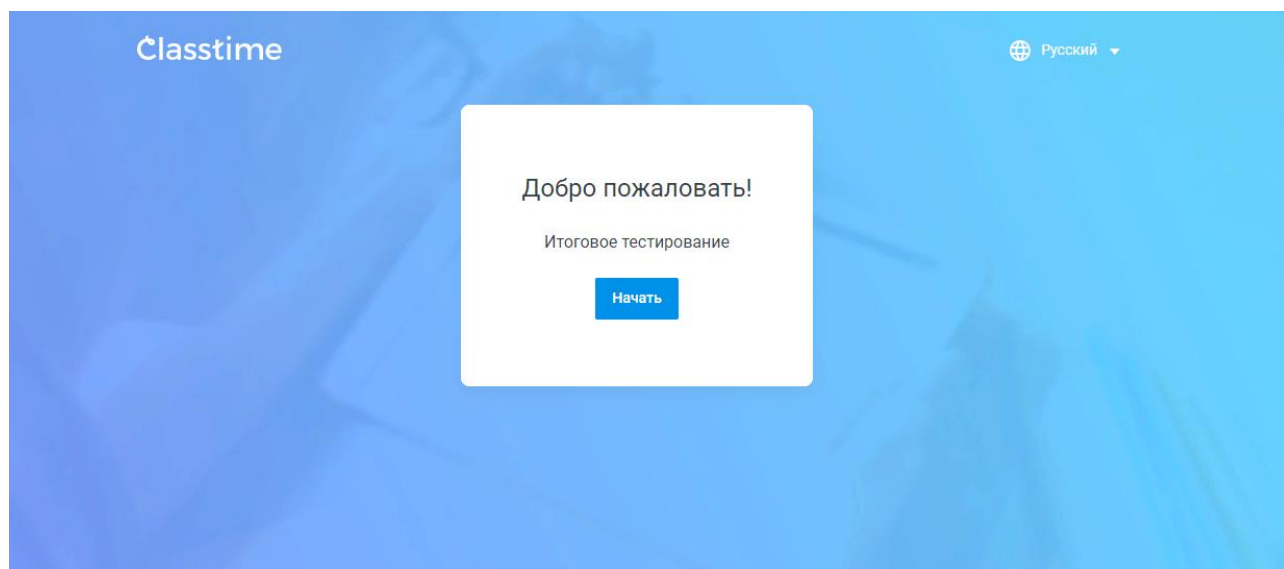 Classtime
Русский
Добро пожаловать!
Итоговое тестирование
Начать